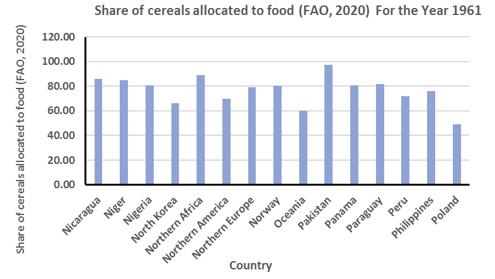 Share of cereals allocated to food (FAO, 2020)  For the Year 1961
Share of cereals allocated to food (FAO, 2020)
120.00
100.00
80.00
60.00
40.00
20.00
0.00
Nicaragua
Niger
Nigeria
North Korea
Northern Africa
Northern America
Northern Europe
Norway
Oceania
Pakistan
Panama
Paraguay
Peru
Philippines
Poland
Country